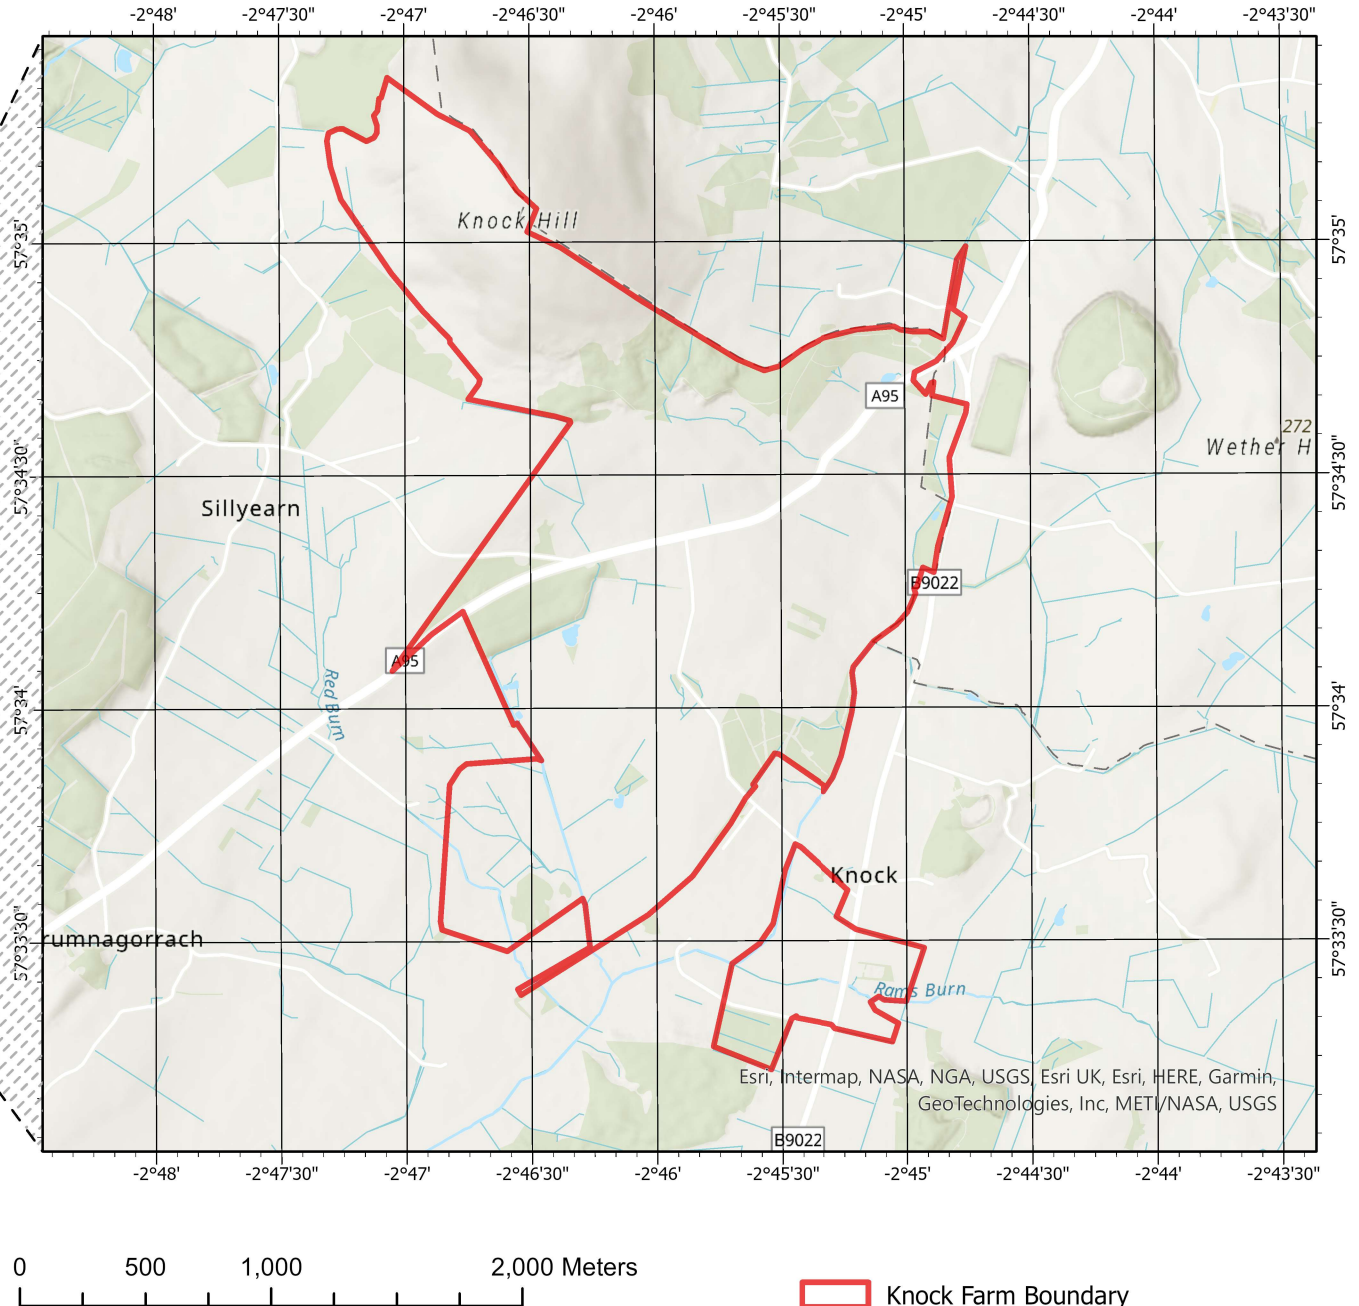 -2°48' -2°47'30" -2°47' -2°46'30" -2°46' -2°45'30" -2°45' -2°44'30" -2°44' -2°43'30"
Knock Hill
57°35' 57°35'
A95
272
Wether H
57°34'30" 57°34'30"
Sillyearn
B9022
A95
Red Burn
57°34' 57°34'
Knock
rumnagorrach
57°33'30" 57°33'30"
Rams Burn
Esri, Intermap, NASA, NGA, USGS, Esri UK, Esri, HERE, Garmin,
GeoTechnologies, Inc, METI/NASA, USGS
B9022
-2°48' -2°47'30" -2°47' -2°46'30" -2°46' -2°45'30" -2°45' -2°44'30" -2°44' -2°43'30"
0 500 1,000 2,000 Meters
Knock Farm Boundary